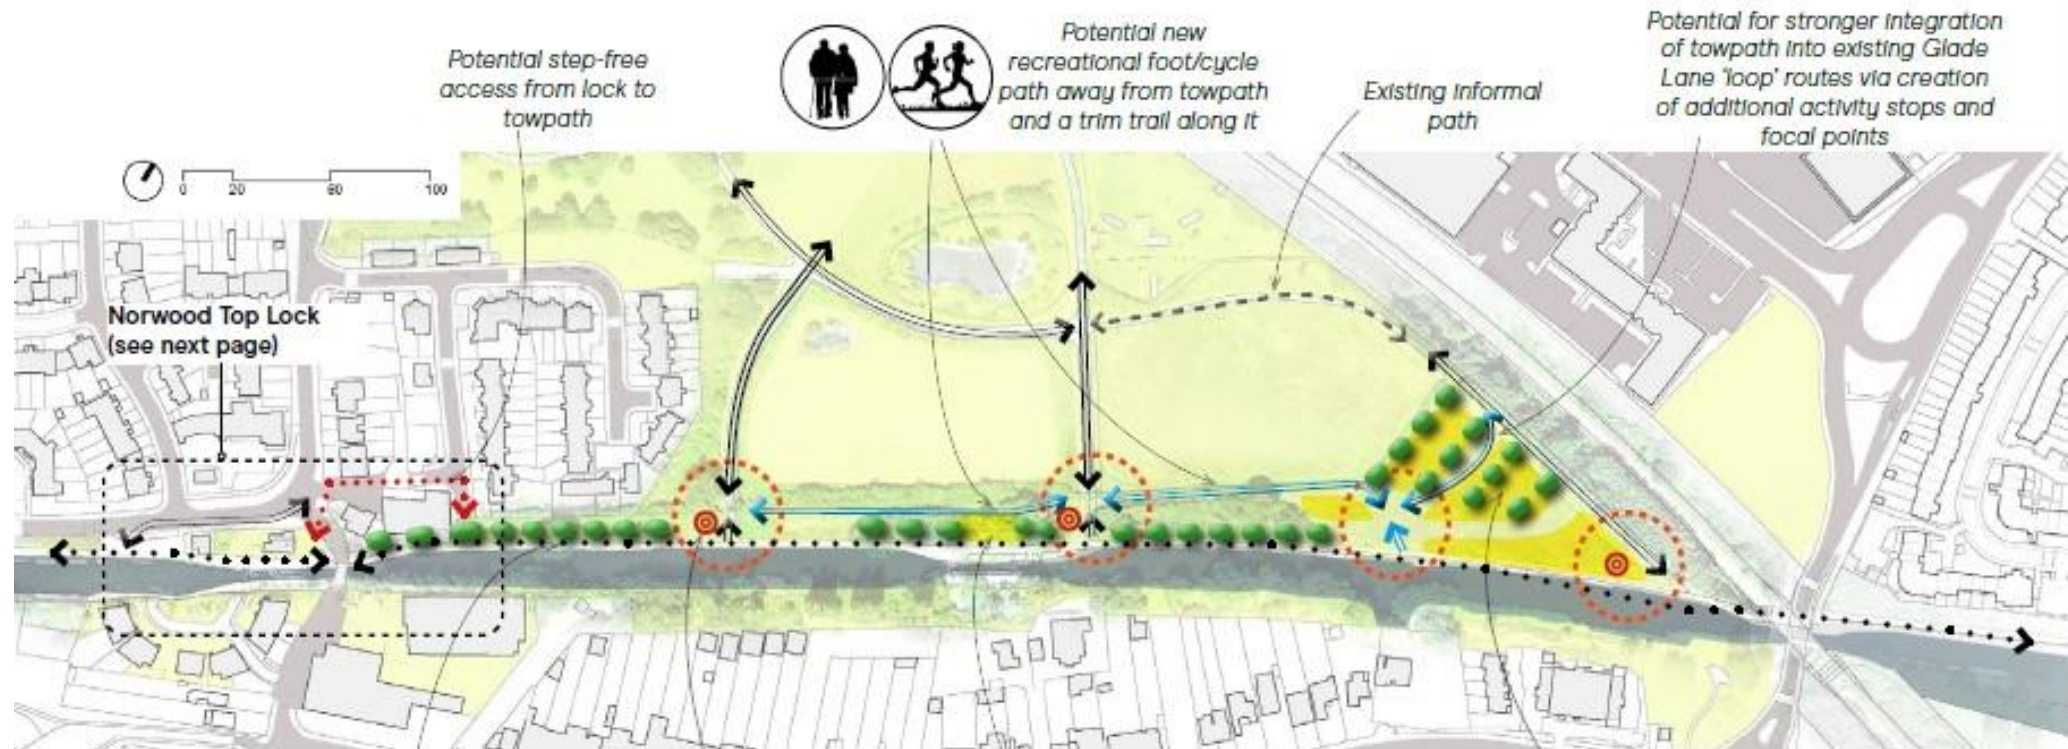 Potential step-free
access from lock to
towpath
Potential new
recreational foot/cycle
path away from towpath
and a trim trail along it
Existing informal
path
Potential for stronger integration
of towpath into existing Glade
Lane 'loop' routes via creation
of additional activity stops and
focal points
0 20 60 100
Norwood Top Lock
(see next page)